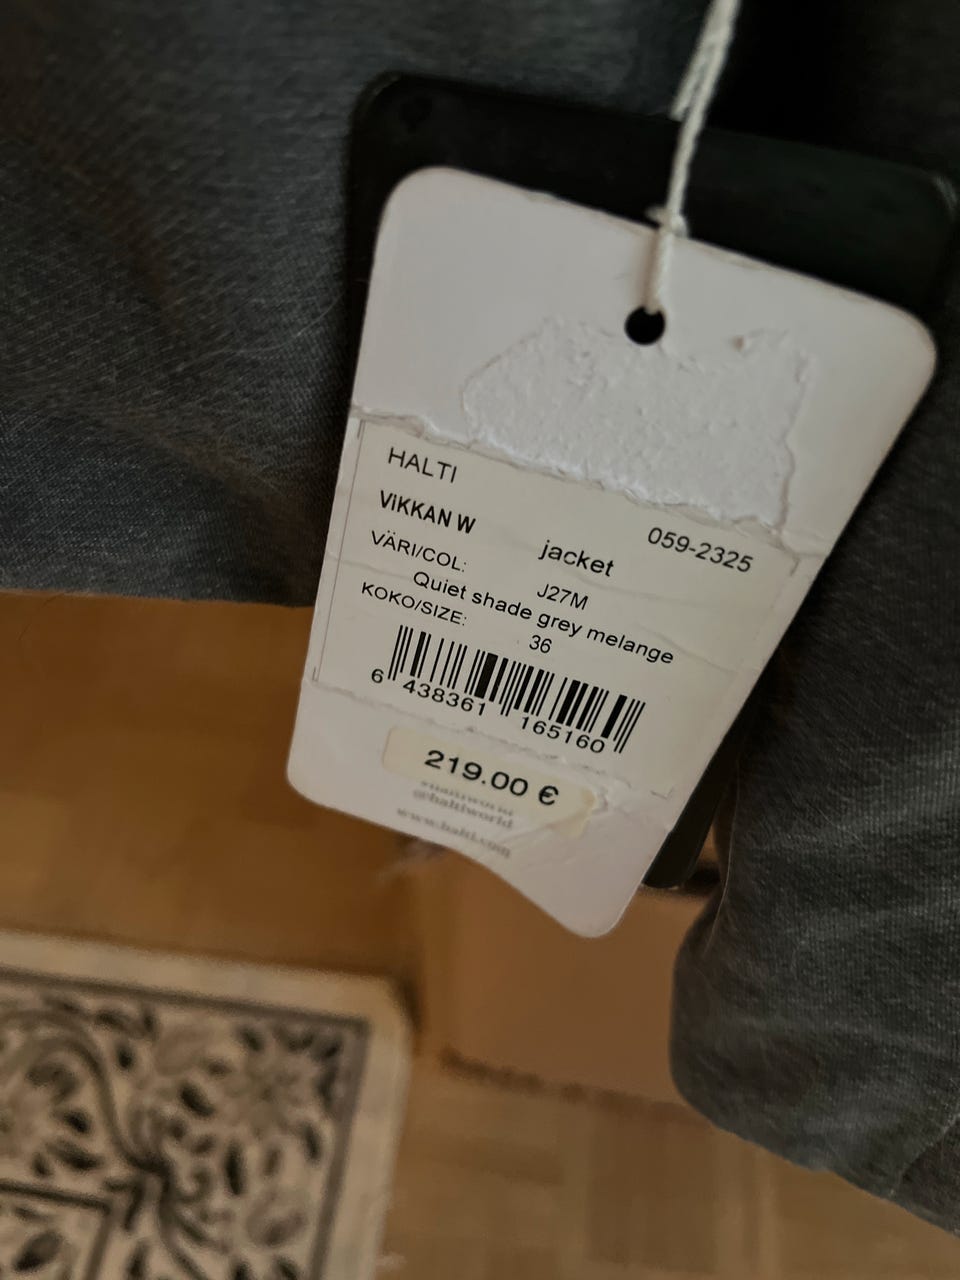 HALTI
ViKKAN W
059-2325
jacket
VÄRI/COL:
J27M
Quiet shade grey melange
KOKO/SIZE:
36
6 438361 165160
219.00 €
@haltiworld
www.halti.com